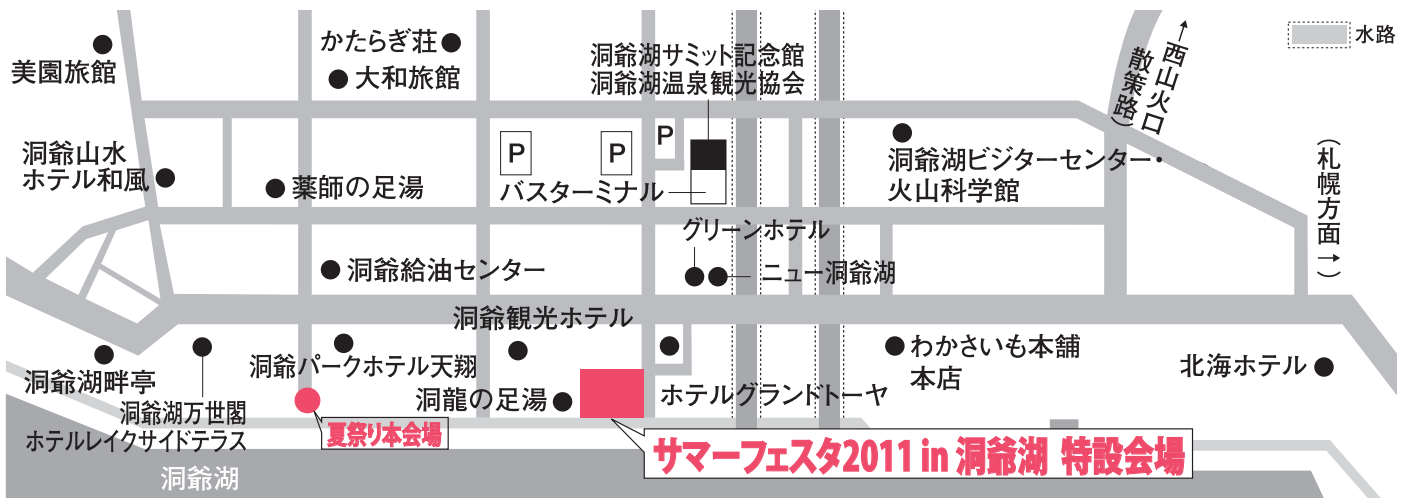 かたらぎ荘
大和旅館
美園旅館
洞爺湖サミット記念館
洞爺湖温泉観光協会
←西山火口
散策路)
水路
洞爺山水
ホテル和風
薬師の足湯
P
P
P
バスターミナル
洞爺湖ビジターセンター・
火山科学館
(札幌方面→)
グリーンホテル
ニュー洞爺湖
洞爺給油センター
洞爺観光ホテル
洞爺湖畔亭
洞爺湖万世閣
ホテルレイクサイドテラス
洞爺パークホテル天翔
洞龍の足湯
ホテルグランドトーヤ
わかさいも本舗
本店
北海ホテル
夏祭り本会場
サマーフェスタ2011 in 洞爺湖 特設会場
洞爺湖